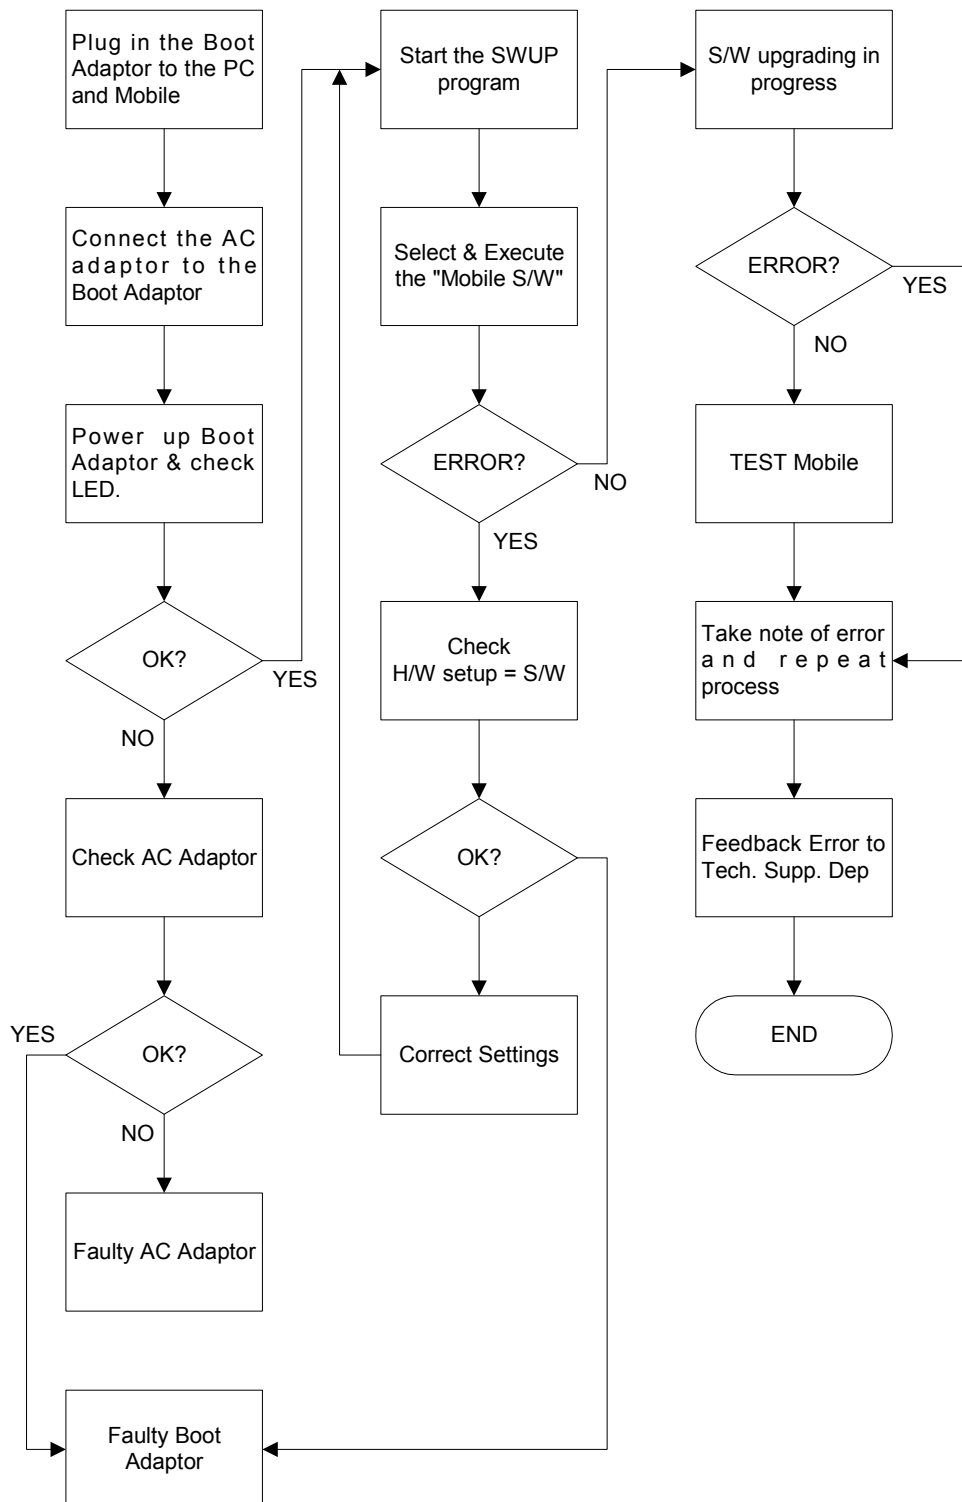 Plug in the Boot
Adaptor to the PC
and Mobile
Connect the AC
adaptor to the
Boot Adaptor
Power up Boot
Adaptor & check
LED.
OK?
YES
NO
Check AC Adaptor
YES
OK?
NO
Faulty AC Adaptor
Faulty Boot
Adaptor
Start the SWUP
program
Select & Execute
the "Mobile S/W"
ERROR?
NO
YES
Check
H/W setup = S/W
OK?
Correct Settings
S/W upgrading in
progress
ERROR?
YES
NO
TEST Mobile
Take note of error
and repeat
process
Feedback Error to
Tech. Supp. Dep
END